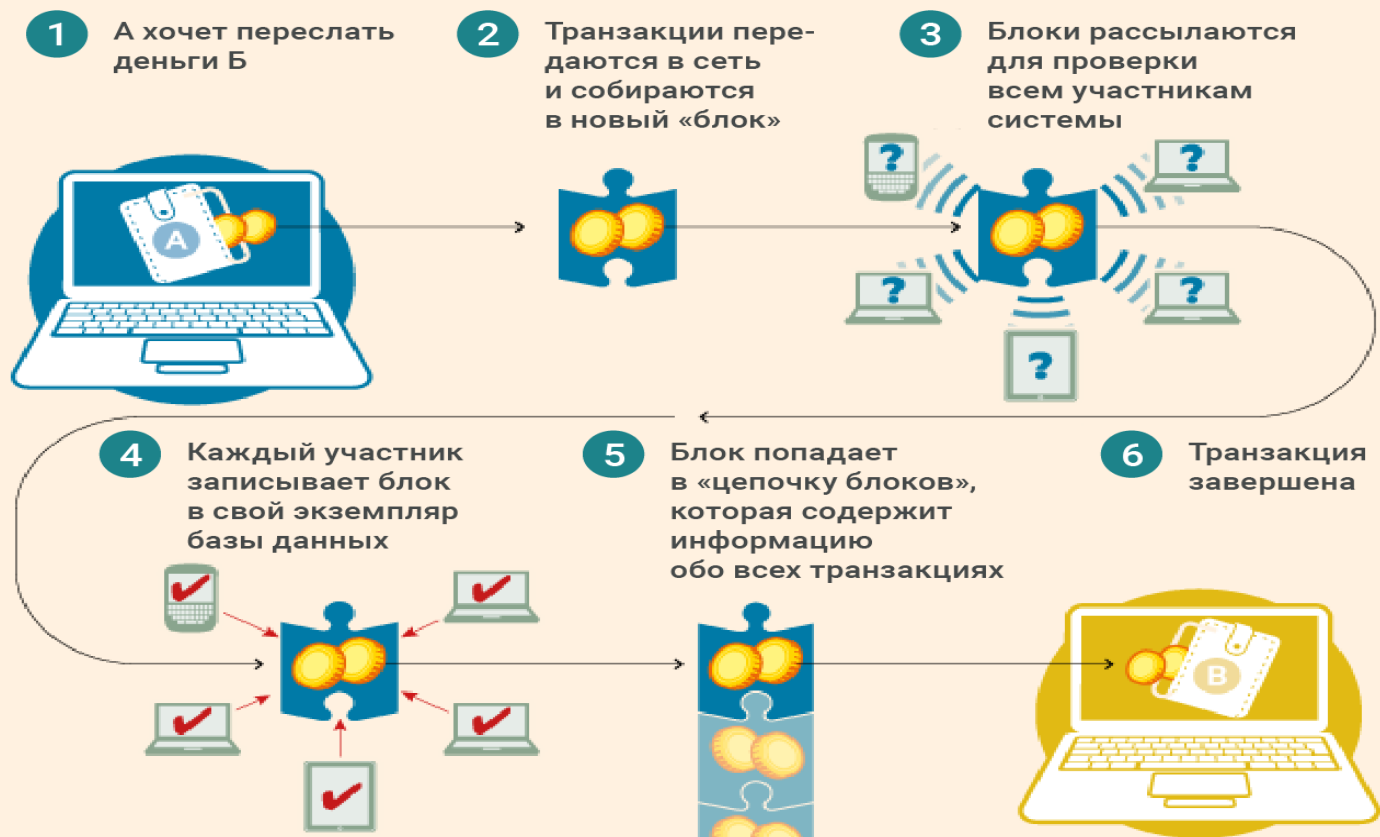 1
А хочет переслать
деньги Б
2
Транзакции пере-
даются в сеть
и собираются
в новый «блок»
3
Блоки рассылаются
для проверки
всем участникам
системы
A
?
?
?
?
?
4
Каждый участник
записывает блок
в свой экземпляр
базы данных
5
Блок попадает
в «цепочку блоков»,
которая содержит
информацию
обо всех транзакциях
6
Транзакция
завершена
B